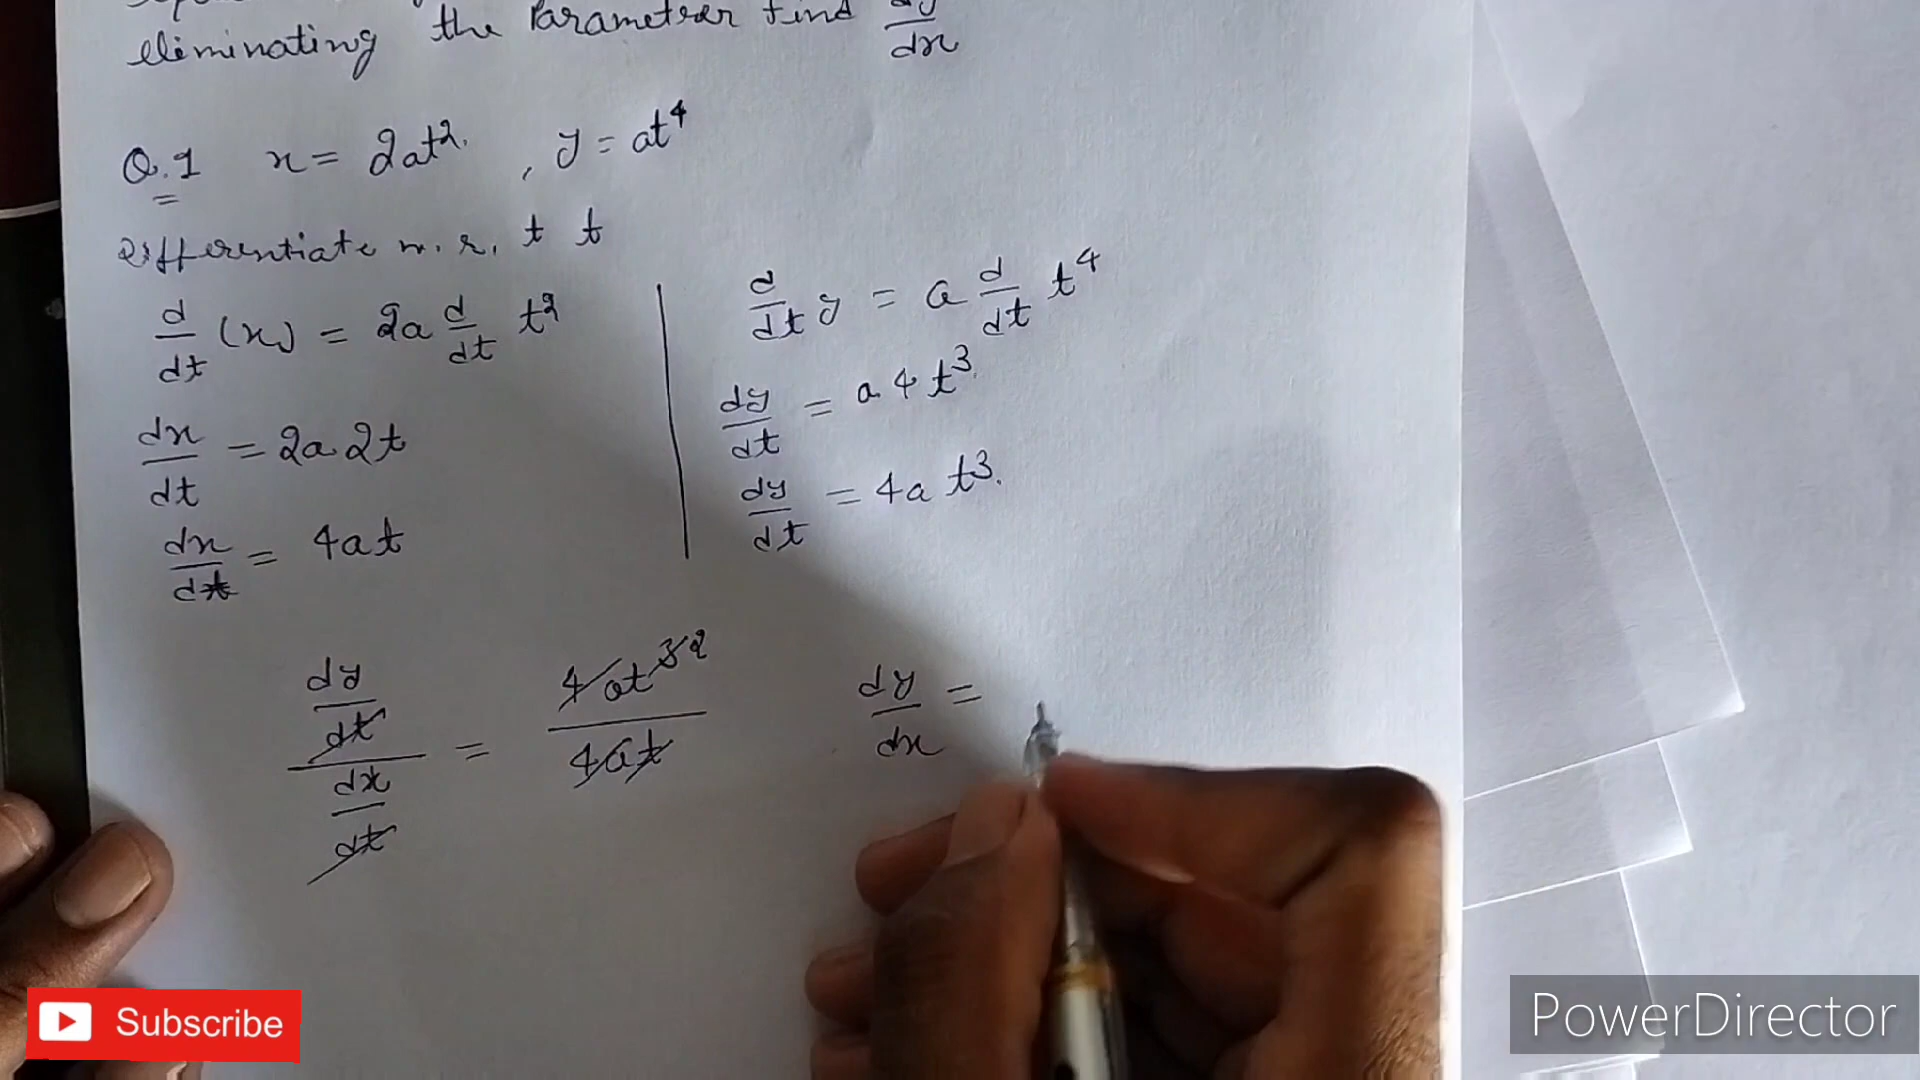 eliminating the Parameter find dy/dx
Q.1 x = 2at², y = at⁴
Differentiate w. r. t t
d/dt (x) = 2a d/dt t²
dx/dt = 2a.2t
dx/dt = 4at
d/dt y = a d/dt t⁴
dy/dt = a.4t³.
dy/dt = 4a t³.
dy/dt / dx/dt = 4at³ ² / 4at
dy/dx =
Subscribe
PowerDirector